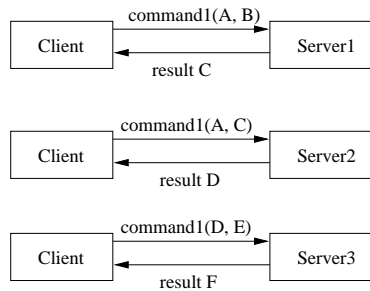 command1(A, B)
Client
Server1
result C
command1(A, C)
Client
Server2
result D
command1(D, E)
Client
Server3
result F